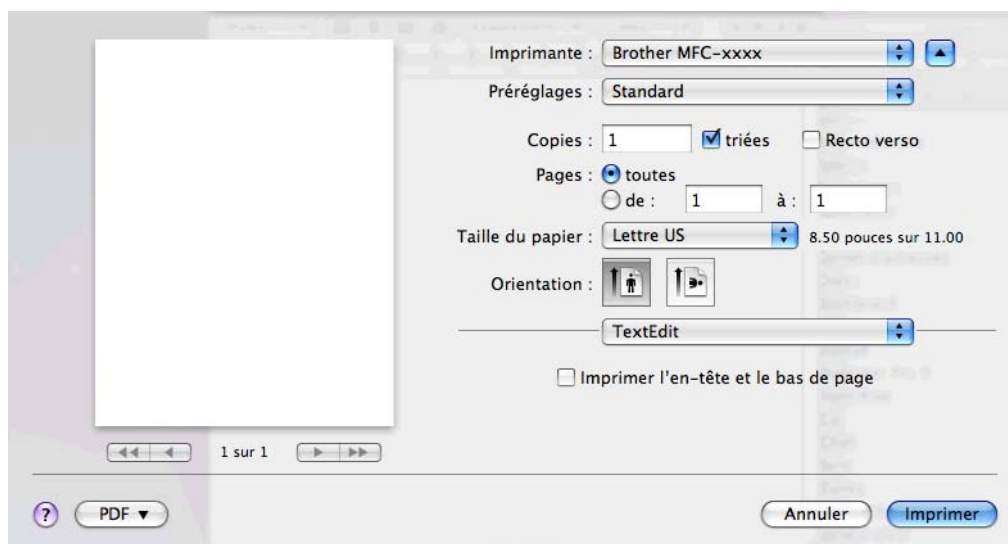 Imprimante : Brother MFC-xxxx
Préréglages : Standard
Copies : 1 triées Recto verso
Pages : toutes
de : 1 à : 1
Taille du papier : Lettre US 8.50 pouces sur 11.00
Orientation :
TextEdit
Imprimer l'en-tête et le bas de page
1 sur 1
? PDF Annuler Imprimer